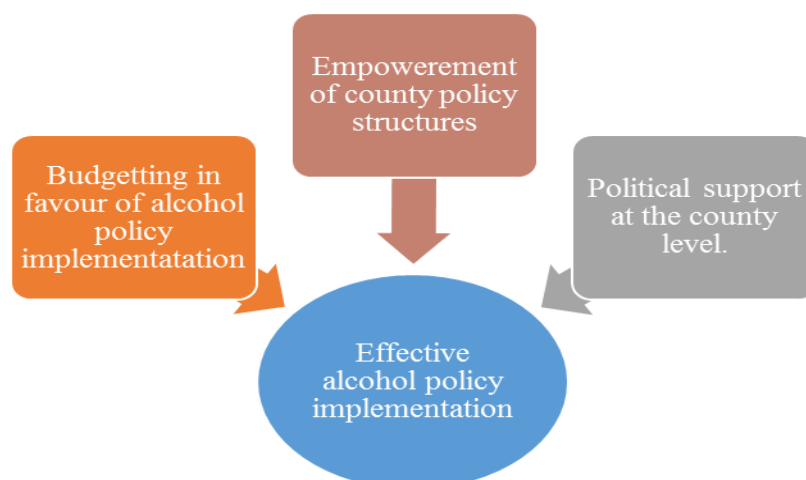 Empowerement
of county policy
structures
Budgetting in
favour of alcohol
policy
implementatation
Political support
at the county
level.
Effective
alcohol policy
implementation